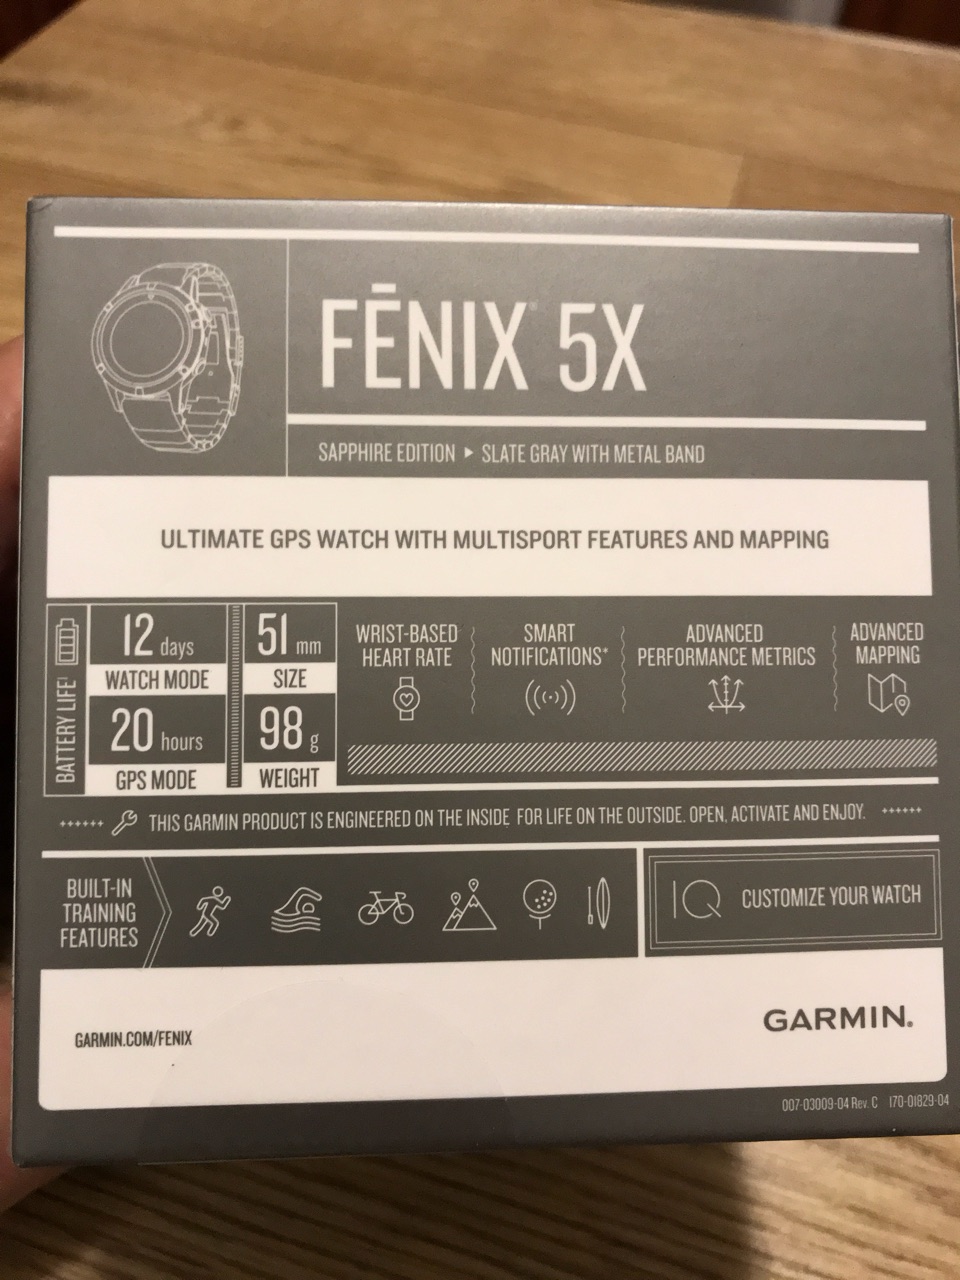 FĒNIX® 5X
SAPPHIRE EDITION ▸ SLATE GRAY WITH METAL BAND
ULTIMATE GPS WATCH WITH MULTISPORT FEATURES AND MAPPING
BATTERY LIFE¹
12 days
WATCH MODE
20 hours
GPS MODE
51 mm
SIZE
98 g
WEIGHT
WRIST-BASED
HEART RATE
SMART
NOTIFICATIONS*
ADVANCED
PERFORMANCE METRICS
ADVANCED
MAPPING
THIS GARMIN PRODUCT IS ENGINEERED ON THE INSIDE FOR LIFE ON THE OUTSIDE. OPEN, ACTIVATE AND ENJOY.
BUILT-IN
TRAINING
FEATURES
IQ CUSTOMIZE YOUR WATCH
GARMIN.COM/FENIX
GARMIN®
007-03009-04 Rev. C 170-01829-04